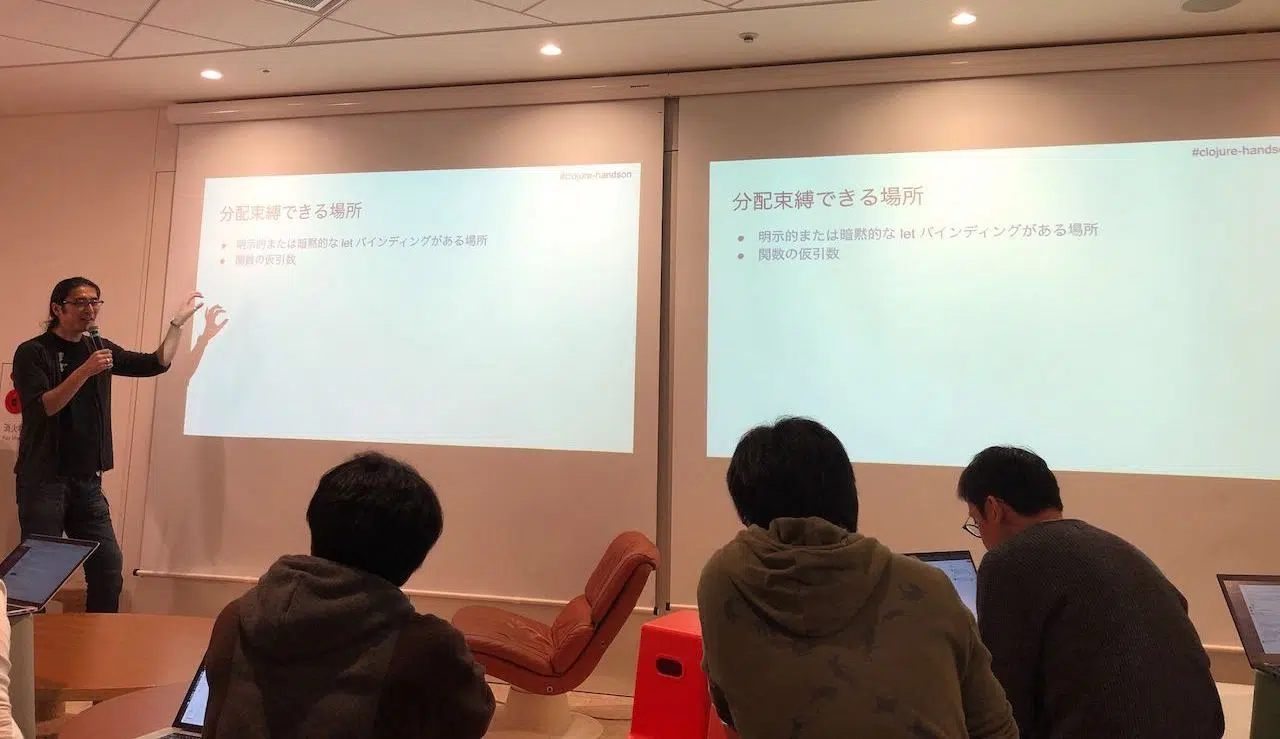 #clojure-handson
分配束縛できる場所
● 明示的または暗黙的な let バインディングがある場所
● 関数の仮引数
#clojure-hands
分配束縛できる場所
● 明示的または暗黙的な let バインディングがある場所
● 関数の仮引数
消火